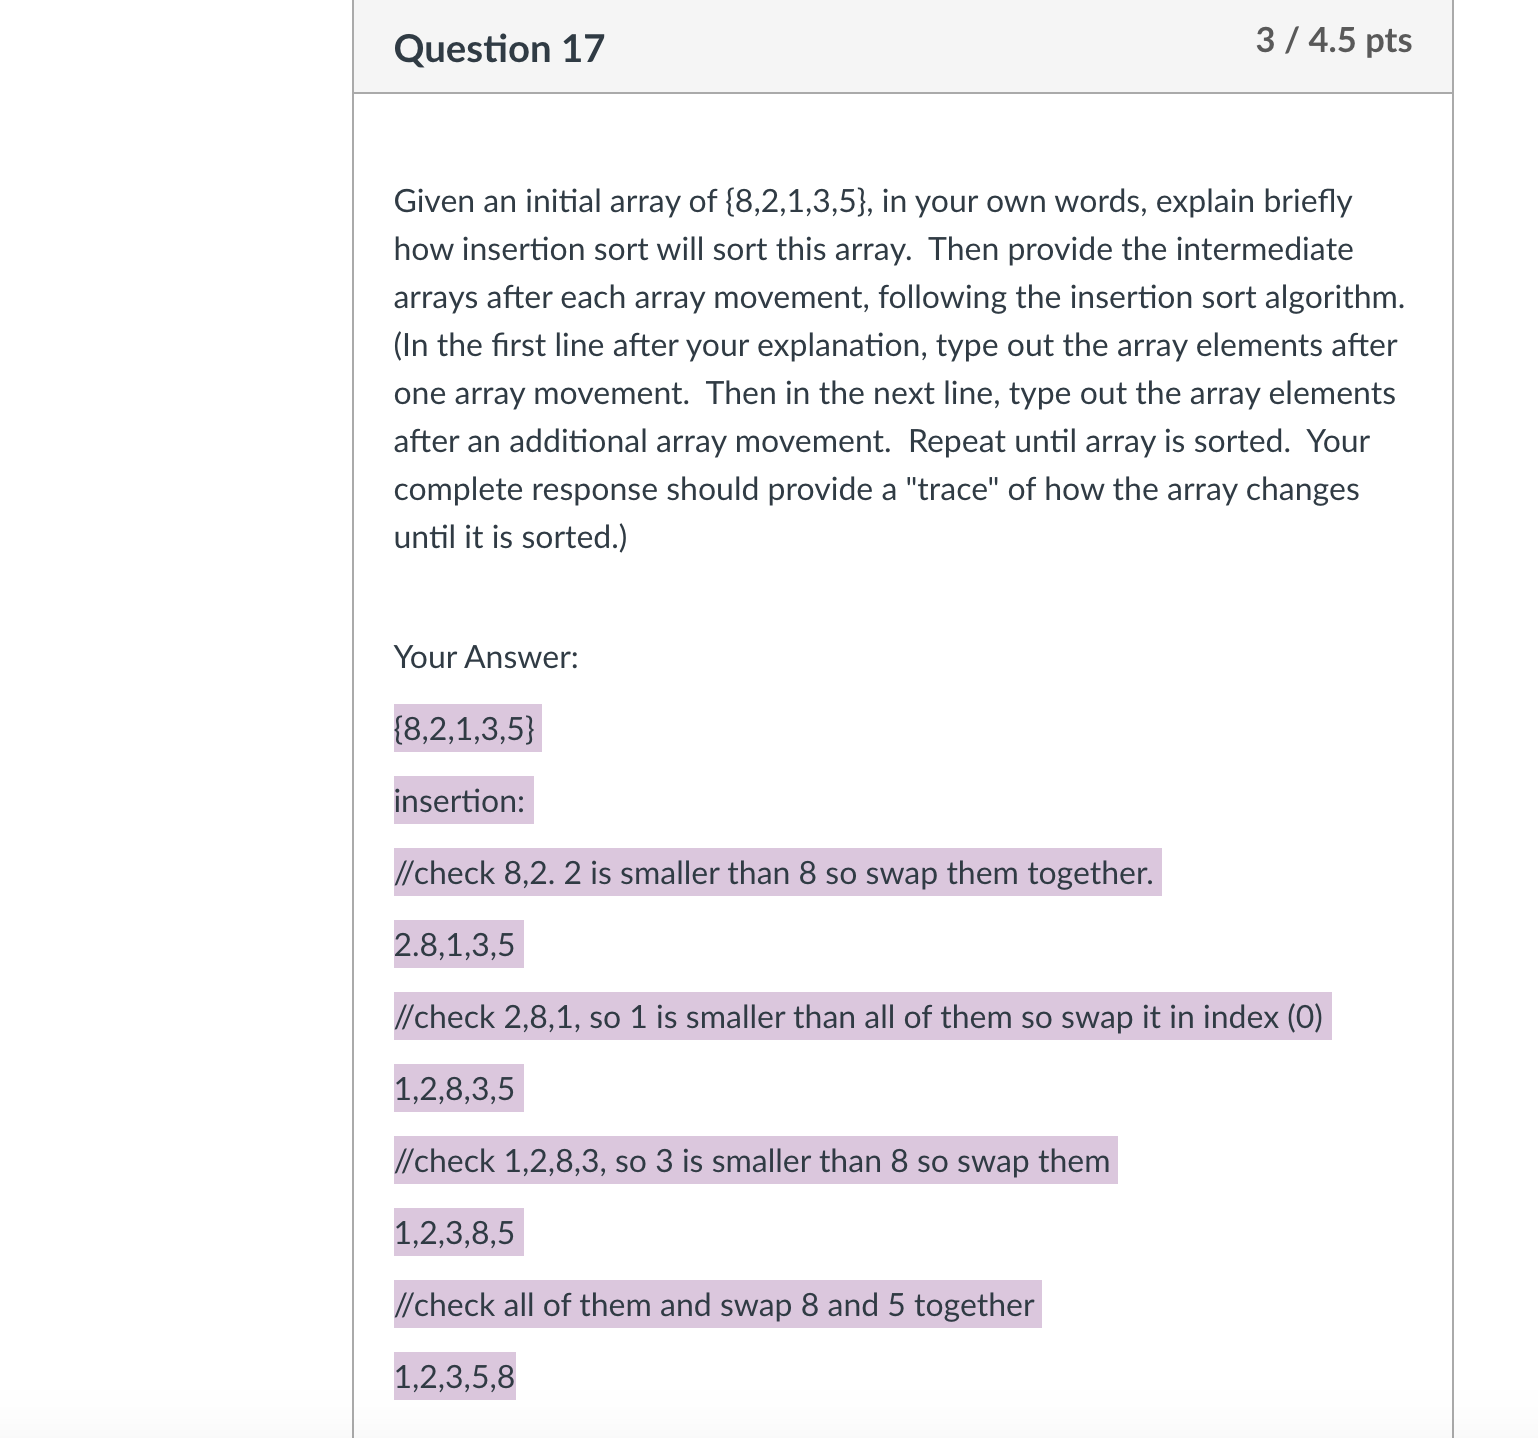 Question 17
3 / 4.5 pts
Given an initial array of {8,2,1,3,5}, in your own words, explain briefly
how insertion sort will sort this array.  Then provide the intermediate
arrays after each array movement, following the insertion sort algorithm.
(In the first line after your explanation, type out the array elements after
one array movement.  Then in the next line, type out the array elements
after an additional array movement.  Repeat until array is sorted.  Your
complete response should provide a "trace" of how the array changes
until it is sorted.)
Your Answer:
{8,2,1,3,5}
insertion:
//check 8,2. 2 is smaller than 8 so swap them together.
2.8,1,3,5
//check 2,8,1, so 1 is smaller than all of them so swap it in index (0)
1,2,8,3,5
//check 1,2,8,3, so 3 is smaller than 8 so swap them
1,2,3,8,5
//check all of them and swap 8 and 5 together
1,2,3,5,8